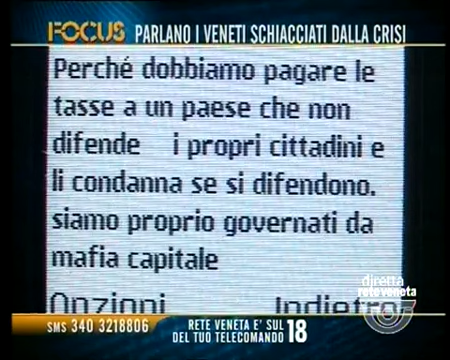 FOCUS PARLANO I VENETI SCHIACCIATI DALLA CRISI
Perché dobbiamo pagare le
tasse a un paese che non
difende i propri cittadini e
li condanna se si difendono.
siamo proprio governati da
mafia capitale
Opzioni Indietro
diretta
reteveneta
SMS 340 3218806
RETE VENETA E' SUL
DEL TUO TELECOMANDO 18